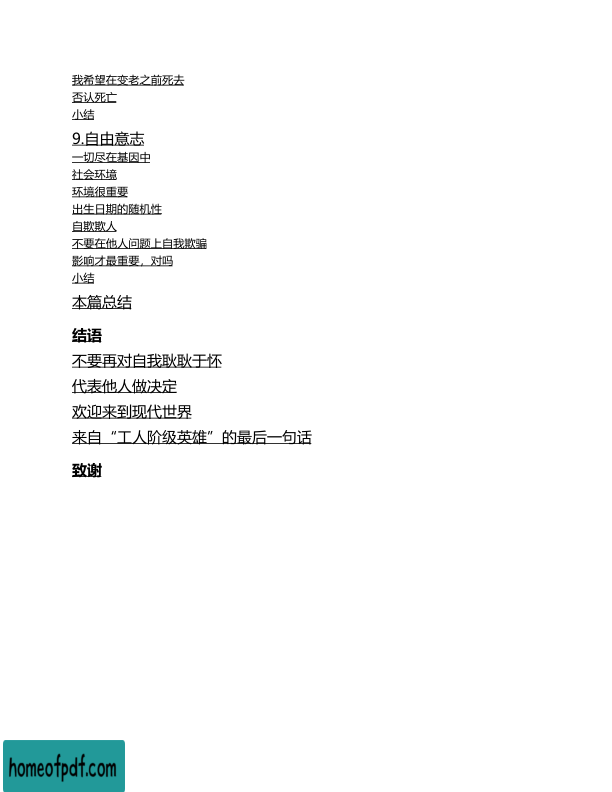 我希望在变老之前死去
否认死亡
小结
9.自由意志
一切尽在基因中
社会环境
环境很重要
出生日期的随机性
自欺欺人
不要在他人问题上自我欺骗
影响才最重要，对吗
小结
本篇总结
结语
不要再对自我耿耿于怀
代表他人做决定
欢迎来到现代世界
来自“工人阶级英雄”的最后一句话
致谢
homeofpdf.com